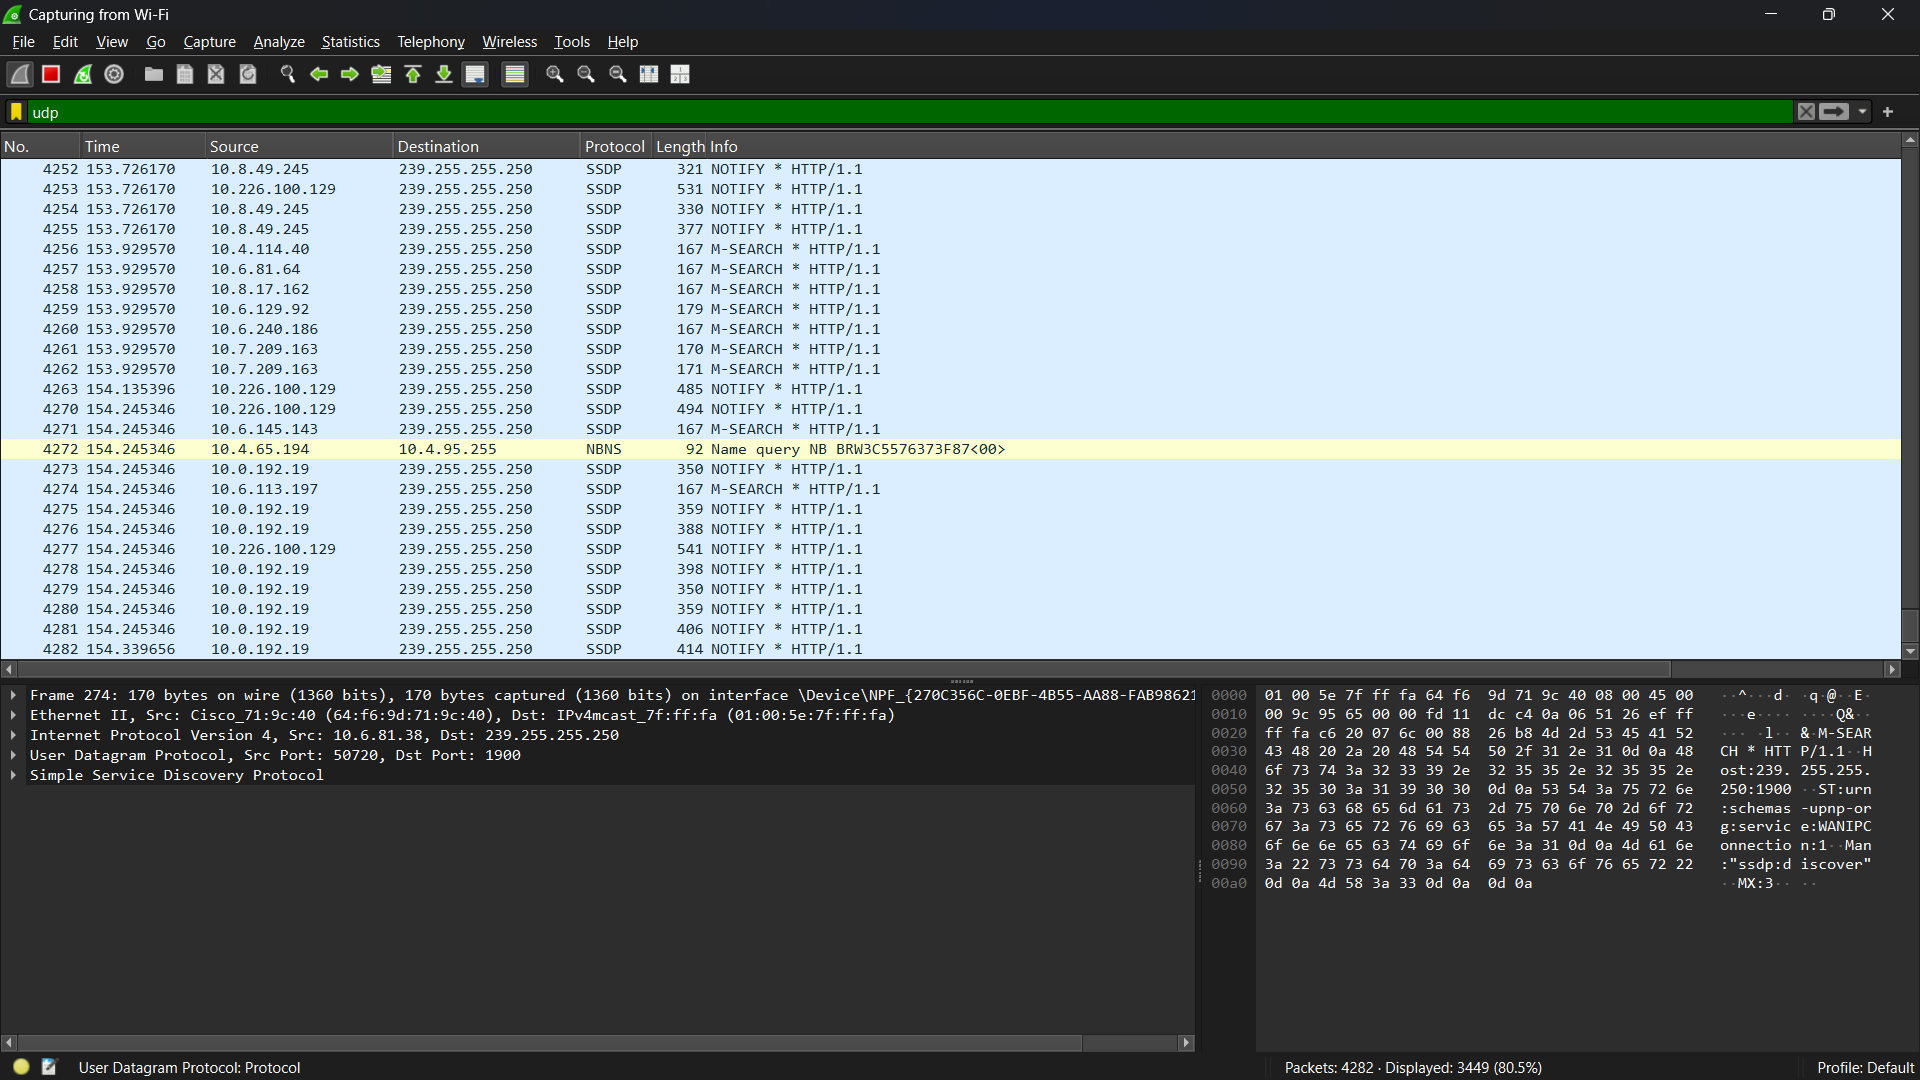 Capturing from Wi-Fi
File Edit View Go Capture Analyze Statistics Telephony Wireless Tools Help
udp
No. Time Source Destination Protocol Length Info
4252 153.726170 10.8.49.245 239.255.255.250 SSDP 321 NOTIFY * HTTP/1.1
4253 153.726170 10.226.100.129 239.255.255.250 SSDP 531 NOTIFY * HTTP/1.1
4254 153.726170 10.8.49.245 239.255.255.250 SSDP 330 NOTIFY * HTTP/1.1
4255 153.726170 10.8.49.245 239.255.255.250 SSDP 377 NOTIFY * HTTP/1.1
4256 153.929570 10.4.114.40 239.255.255.250 SSDP 167 M-SEARCH * HTTP/1.1
4257 153.929570 10.6.81.64 239.255.255.250 SSDP 167 M-SEARCH * HTTP/1.1
4258 153.929570 10.8.17.162 239.255.255.250 SSDP 167 M-SEARCH * HTTP/1.1
4259 153.929570 10.6.129.92 239.255.255.250 SSDP 179 M-SEARCH * HTTP/1.1
4260 153.929570 10.6.240.186 239.255.255.250 SSDP 167 M-SEARCH * HTTP/1.1
4261 153.929570 10.7.209.163 239.255.255.250 SSDP 170 M-SEARCH * HTTP/1.1
4262 153.929570 10.7.209.163 239.255.255.250 SSDP 171 M-SEARCH * HTTP/1.1
4263 154.135396 10.226.100.129 239.255.255.250 SSDP 485 NOTIFY * HTTP/1.1
4270 154.245346 10.226.100.129 239.255.255.250 SSDP 494 NOTIFY * HTTP/1.1
4271 154.245346 10.6.145.143 239.255.255.250 SSDP 167 M-SEARCH * HTTP/1.1
4272 154.245346 10.4.65.194 10.4.95.255 NBNS 92 Name query NB BRW3C5576373F87<00>
4273 154.245346 10.0.192.19 239.255.255.250 SSDP 350 NOTIFY * HTTP/1.1
4274 154.245346 10.6.113.197 239.255.255.250 SSDP 167 M-SEARCH * HTTP/1.1
4275 154.245346 10.0.192.19 239.255.255.250 SSDP 359 NOTIFY * HTTP/1.1
4276 154.245346 10.0.192.19 239.255.255.250 SSDP 388 NOTIFY * HTTP/1.1
4277 154.245346 10.226.100.129 239.255.255.250 SSDP 541 NOTIFY * HTTP/1.1
4278 154.245346 10.0.192.19 239.255.255.250 SSDP 398 NOTIFY * HTTP/1.1
4279 154.245346 10.0.192.19 239.255.255.250 SSDP 350 NOTIFY * HTTP/1.1
4280 154.245346 10.0.192.19 239.255.255.250 SSDP 359 NOTIFY * HTTP/1.1
4281 154.245346 10.0.192.19 239.255.255.250 SSDP 406 NOTIFY * HTTP/1.1
4282 154.339656 10.0.192.19 239.255.255.250 SSDP 414 NOTIFY * HTTP/1.1
Frame 274: 170 bytes on wire (1360 bits), 170 bytes captured (1360 bits) on interface \Device\NPF_{270C356C-0EBF-4B55-AA88-FAB98621
Ethernet II, Src: Cisco_71:9c:40 (64:f6:9d:71:9c:40), Dst: IPv4mcast_7f:ff:fa (01:00:5e:7f:ff:fa)
Internet Protocol Version 4, Src: 10.6.81.38, Dst: 239.255.255.250
User Datagram Protocol, Src Port: 50720, Dst Port: 1900
Simple Service Discovery Protocol
0000 01 00 5e 7f ff fa 64 f6 9d 71 9c 40 08 00 45 00 ··^···d· ·q·@··E·
0010 00 9c 95 65 00 00 fd 11 dc c4 0a 06 51 26 ef ff ···e···· ····Q&··
0020 ff fa c6 20 07 6c 00 88 26 b8 4d 2d 53 45 41 52 ··· ·l·· &·M-SEAR
0030 43 48 20 2a 20 48 54 54 50 2f 31 2e 31 0d 0a 48 CH * HTT P/1.1··H
0040 6f 73 74 3a 32 33 39 2e 32 35 35 2e 32 35 35 2e ost:239. 255.255.
0050 32 35 30 3a 31 39 30 30 0d 0a 53 54 3a 75 72 6e 250:1900 ··ST:urn
0060 3a 73 63 68 65 6d 61 73 2d 75 70 6e 70 2d 6f 72 :schemas -upnp-or
0070 67 3a 73 65 72 76 69 63 65 3a 57 41 4e 49 50 43 g:servic e:WANIPC
0080 6f 6e 6e 65 63 74 69 6f 6e 3a 31 0d 0a 4d 61 6e onnectio n:1··Man
0090 3a 22 73 73 64 70 3a 64 69 73 63 6f 76 65 72 22 :"ssdp:d iscover"
00a0 0d 0a 4d 58 3a 33 0d 0a 0d 0a ··MX:3·· ··
User Datagram Protocol: Protocol
Packets: 4282 · Displayed: 3449 (80.5%)
Profile: Default